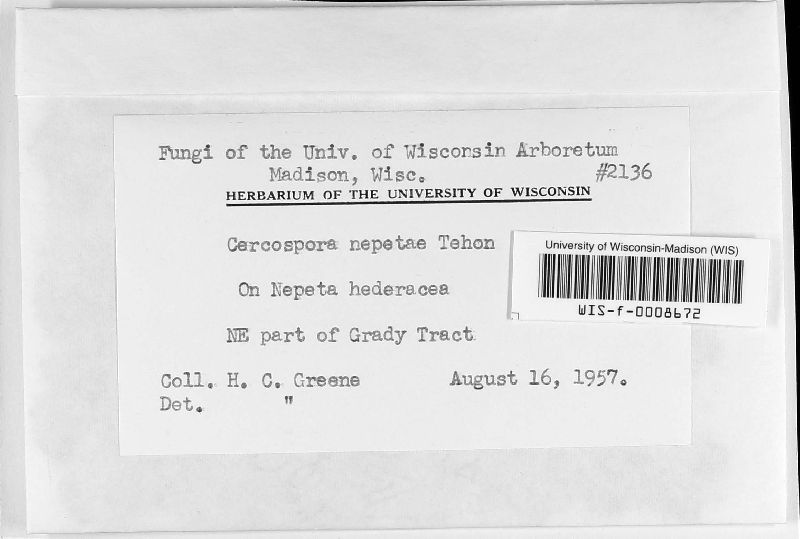 Fungi of the Univ. of Wisconsin Arboretum
Madison, Wisc. #2136
HERBARIUM OF THE UNIVERSITY OF WISCONSIN
Cercospora nepetae Tehon
On Nepeta hederacea
NE part of Grady Tract
Coll. H. C. Greene August 16, 1957.
Det. "
University of Wisconsin-Madison (WIS)
WIS-f-0008672